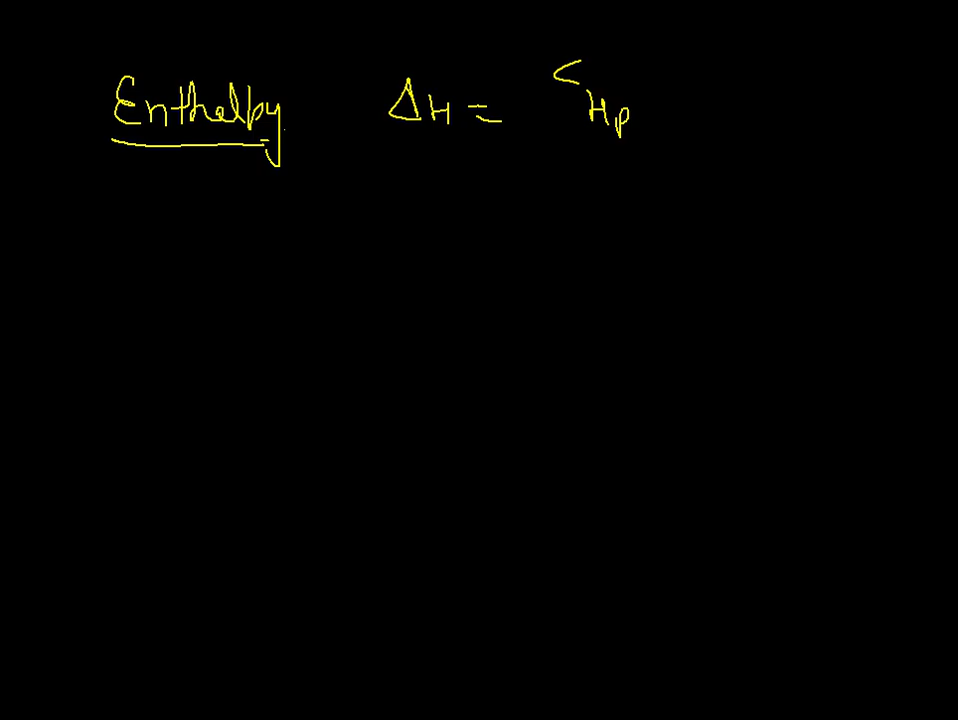 Enthalpy ΔH = < Hp